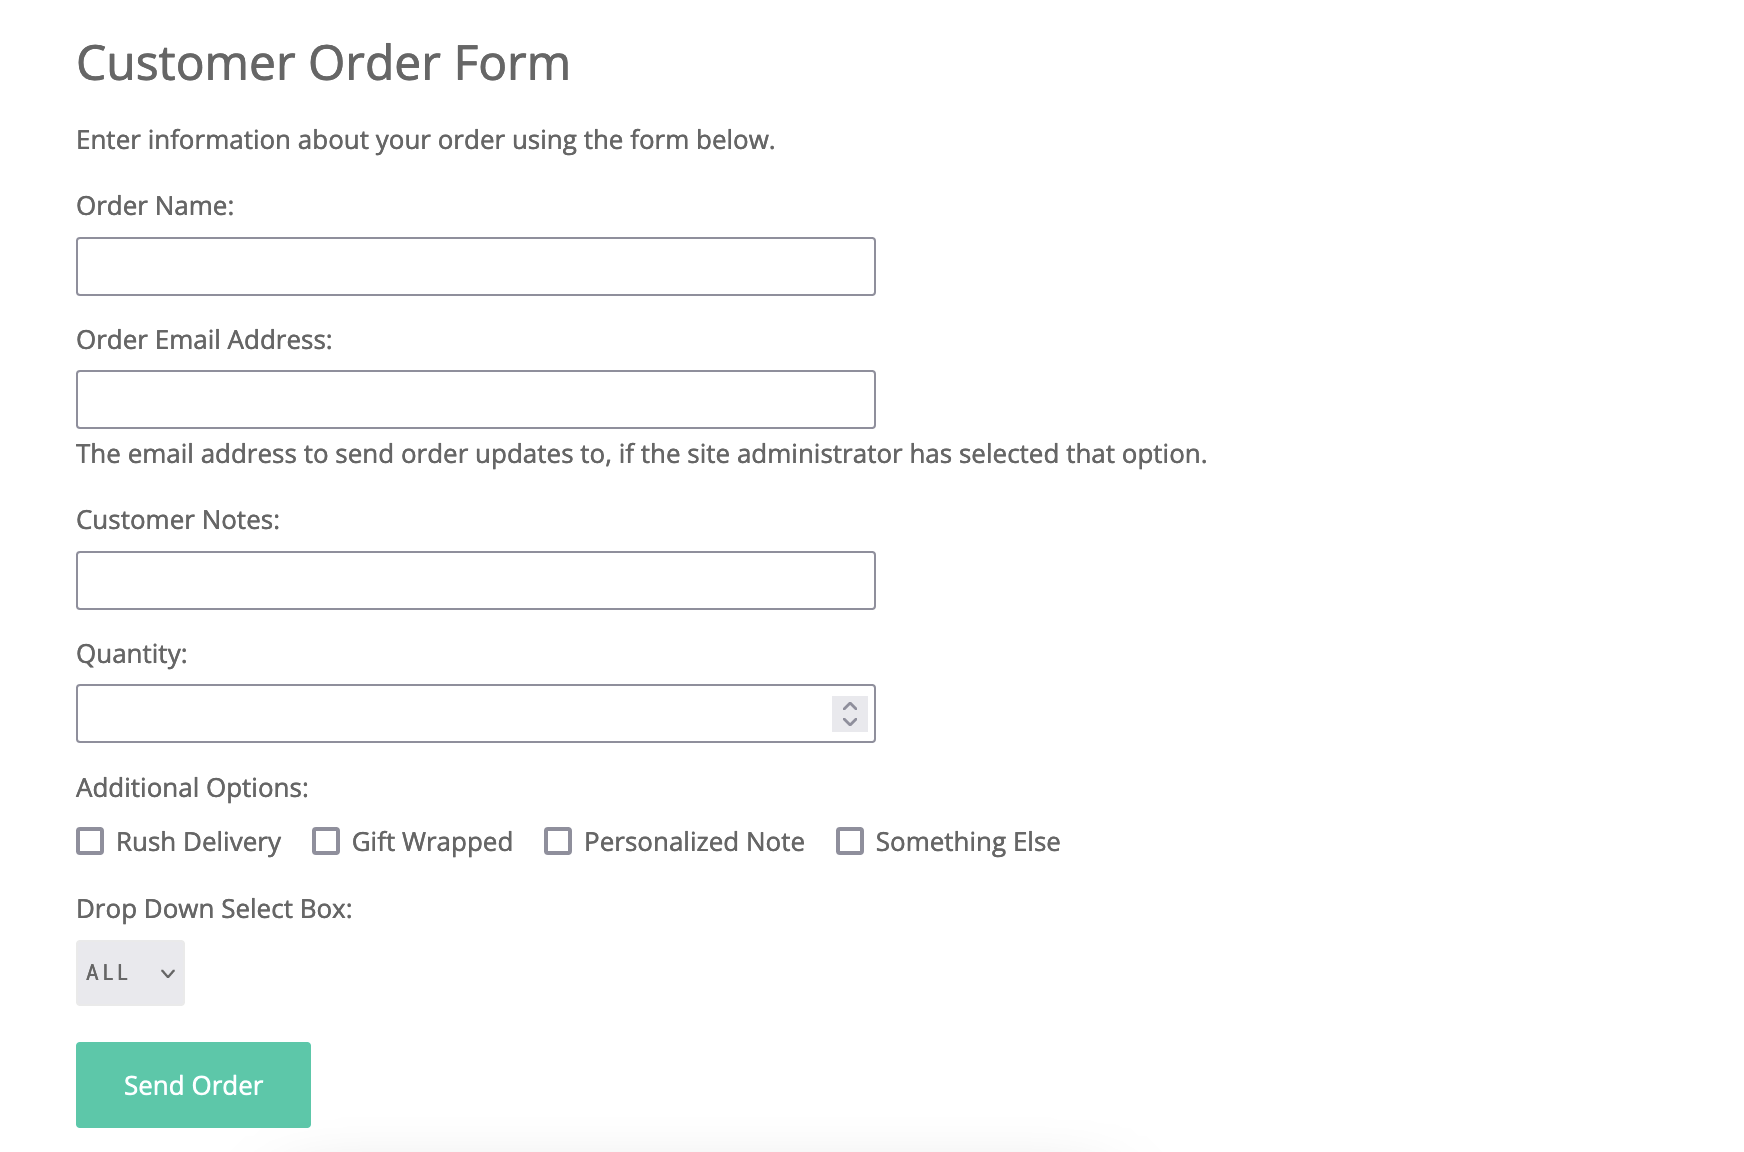 Customer Order Form
Enter information about your order using the form below.
Order Name:
Order Email Address:
The email address to send order updates to, if the site administrator has selected that option.
Customer Notes:
Quantity:
Additional Options:
Rush Delivery Gift Wrapped Personalized Note Something Else
Drop Down Select Box:
ALL
Send Order